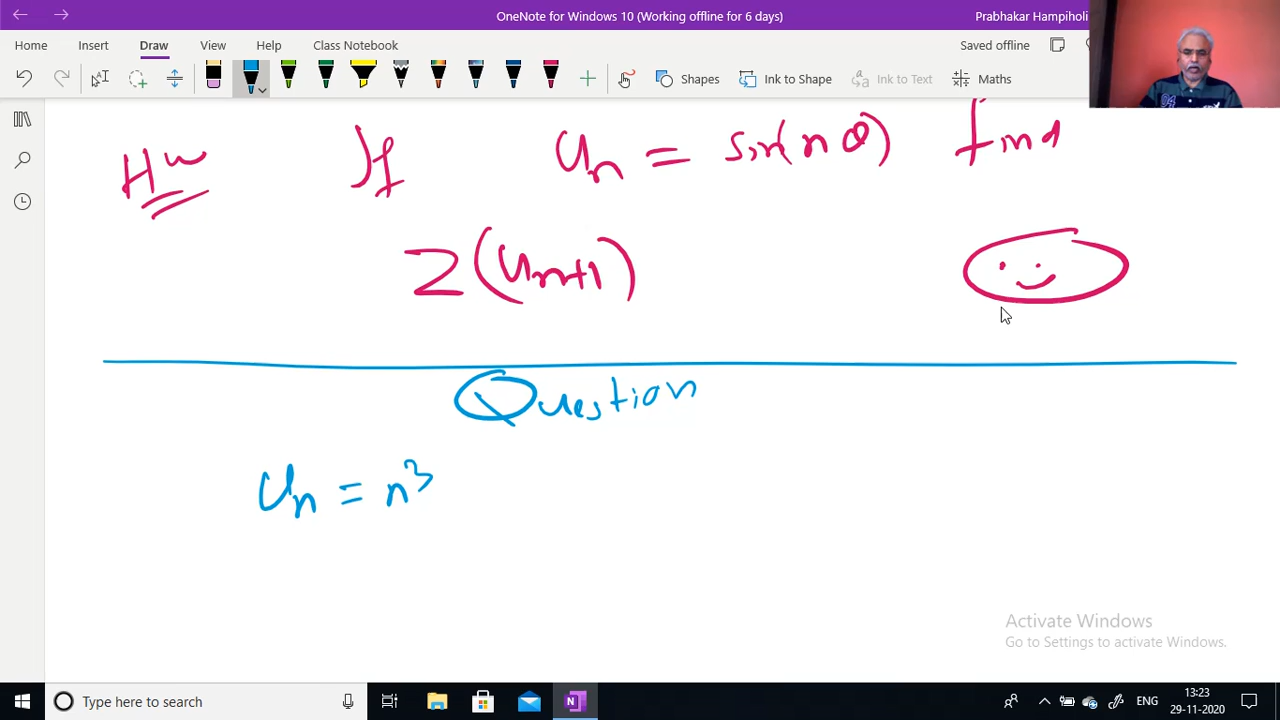 OneNote for Windows 10 (Working offline for 6 days)
Prabhakar Hampiholi
Home Insert Draw View Help Class Notebook Saved offline
Shapes Ink to Shape Ink to Text Maths
04
Hw If Un = sin(nθ) find
Z(Un+1)
Question
Un = n³
Activate Windows
Go to Settings to activate Windows.
Type here to search
ENG
13:23
29-11-2020